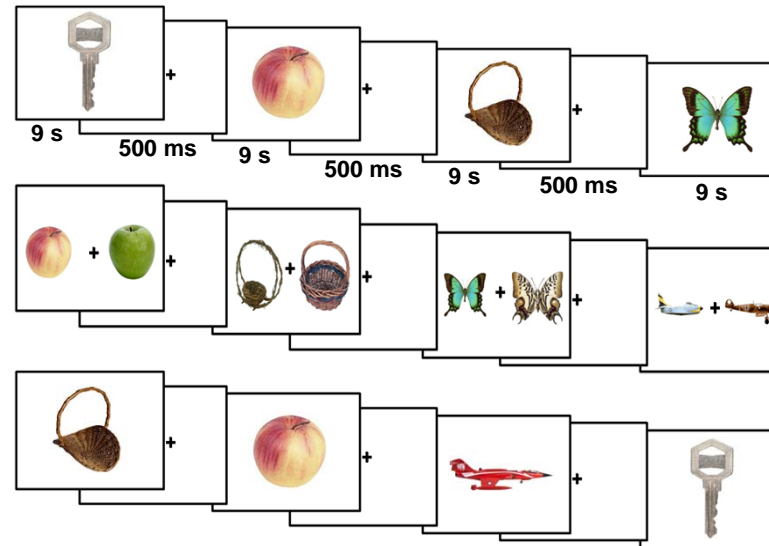 + + +
9 s 500 ms 9 s 500 ms 9 s 500 ms 9 s
+ + + + + + +
+ + +